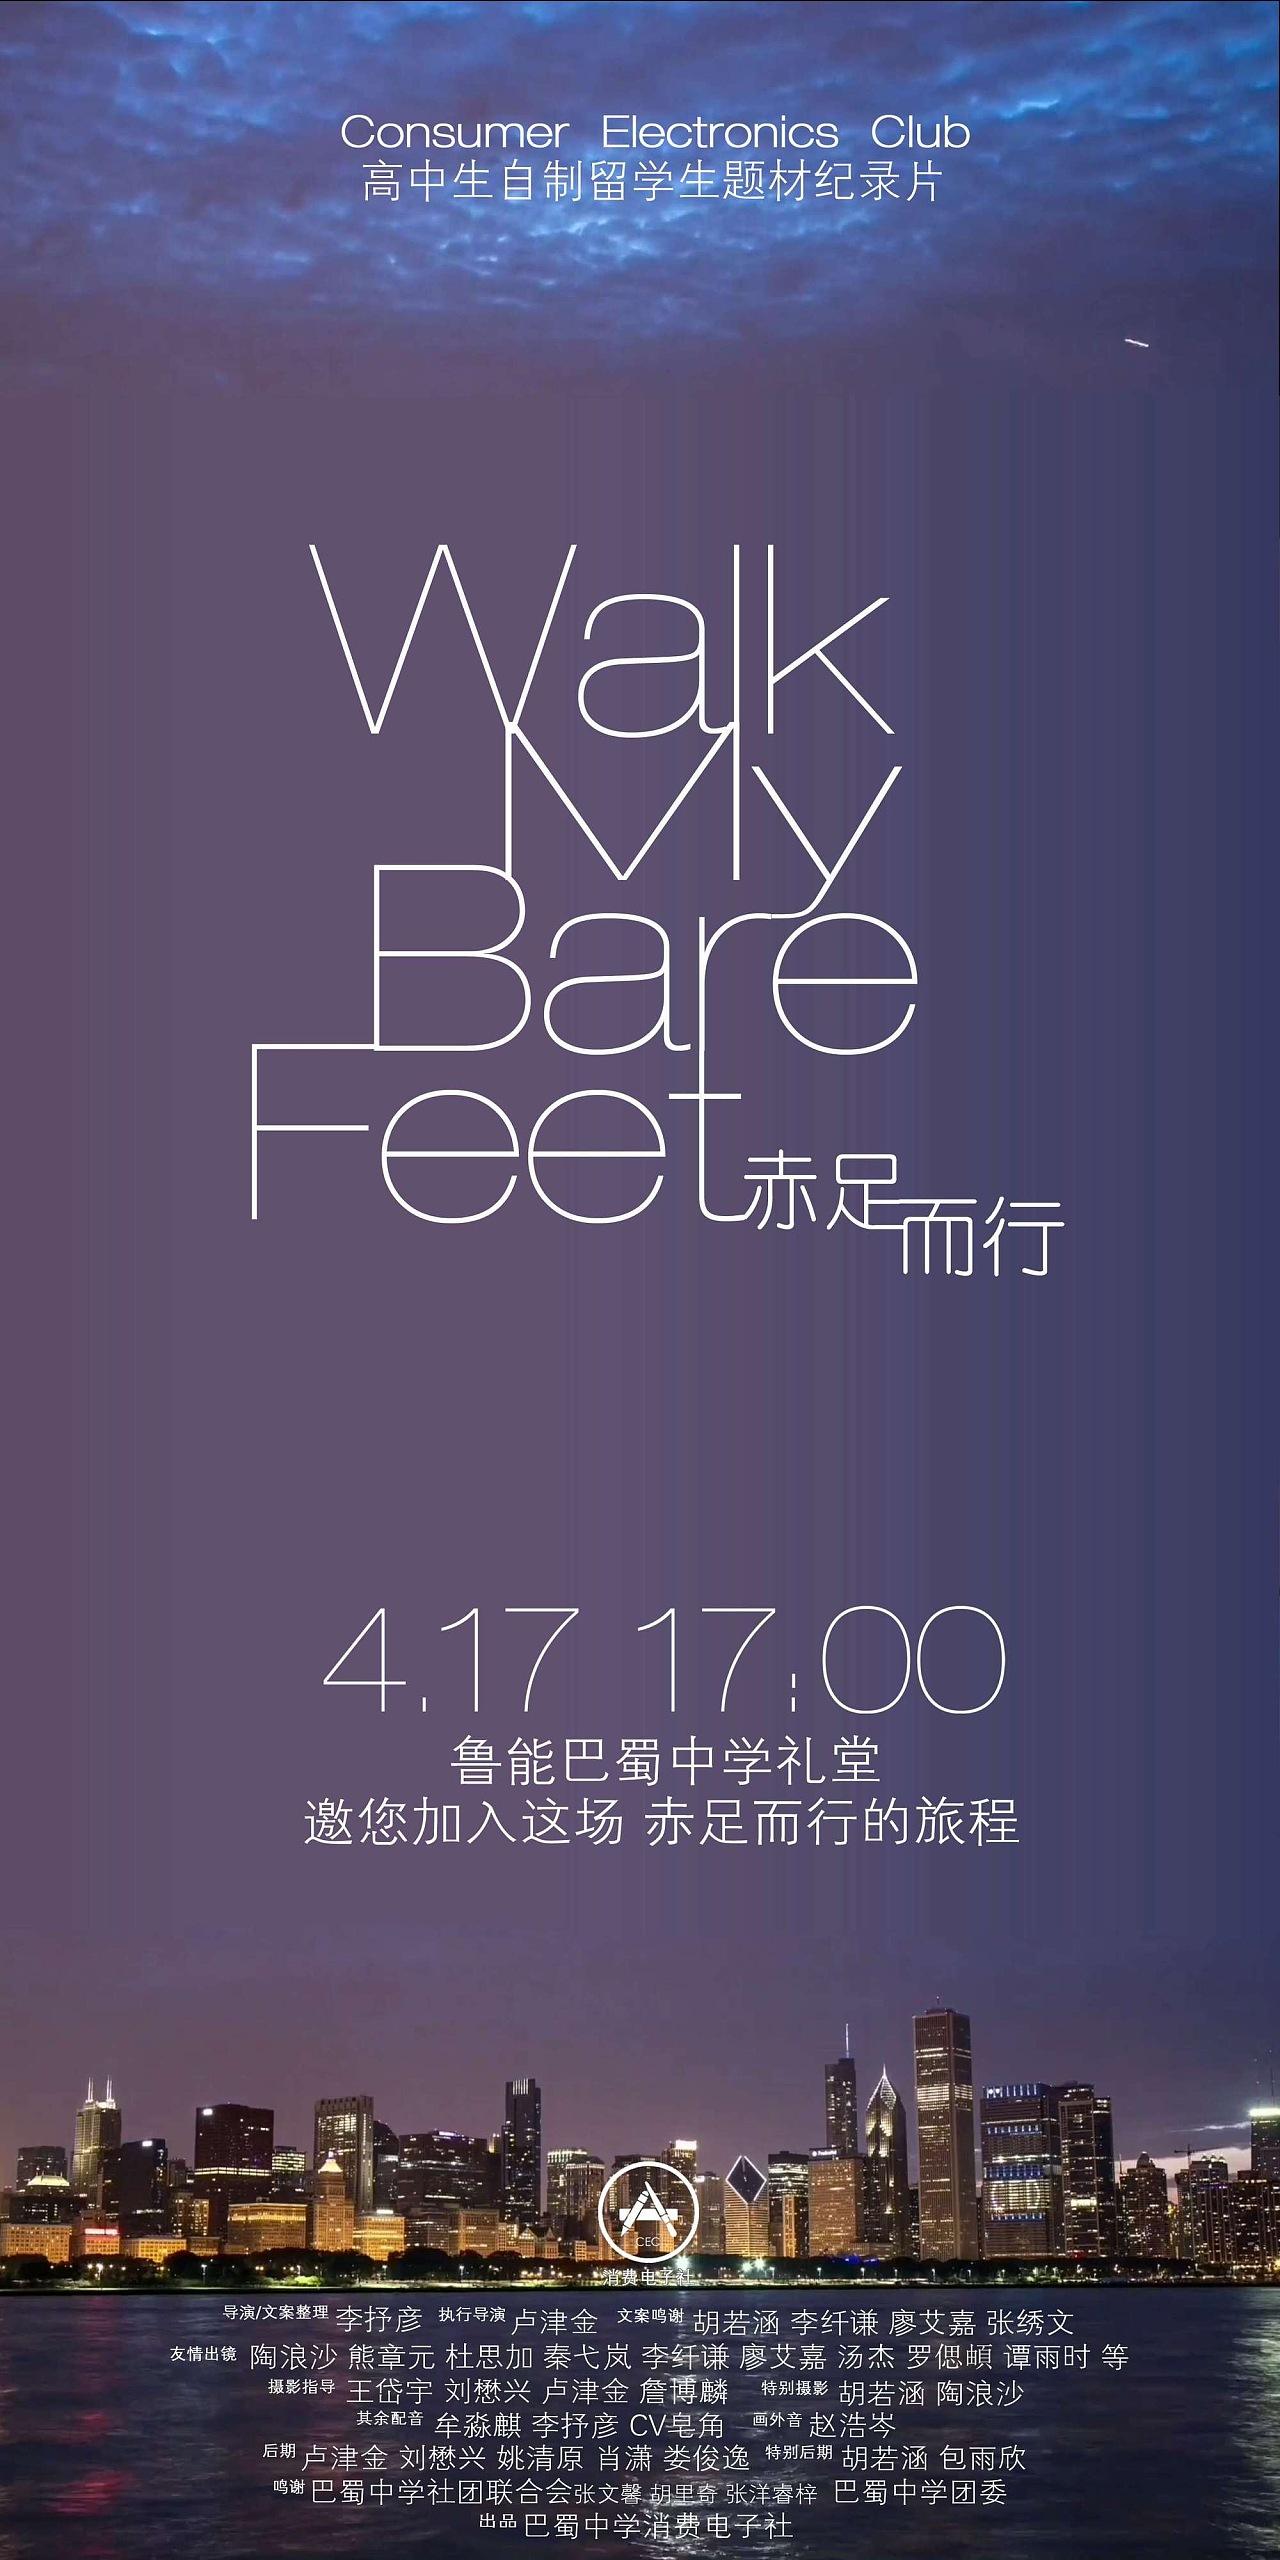 Consumer Electronics Club
高中生自制留学生题材纪录片
Walk
My
Bare
Feet赤足而行
4.17 17:00
鲁能巴蜀中学礼堂
邀您加入这场 赤足而行的旅程
CEC
消费电子社
导演/文案整理 李抒彦 执行导演 卢津金 文案鸣谢 胡若涵 李纤谦 廖艾嘉 张绣文
友情出镜 陶浪沙 熊章元 杜思加 秦弋岚 李纤谦 廖艾嘉 汤杰 罗偲頔 谭雨时 等
摄影指导 王岱宇 刘懋兴 卢津金 詹博麟 特别摄影 胡若涵 陶浪沙
其余配音 牟淼麒 李抒彦 CV皂角 画外音 赵浩岑
后期 卢津金 刘懋兴 姚清原 肖潇 娄俊逸 特别后期 胡若涵 包雨欣
鸣谢 巴蜀中学社团联合会张文馨 胡里奇 张洋睿梓 巴蜀中学团委
出品 巴蜀中学消费电子社